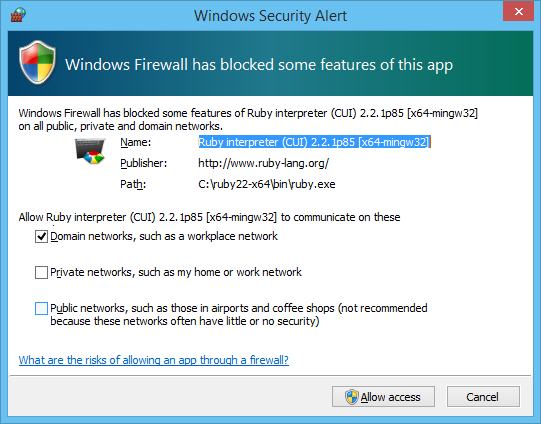 Windows Security Alert
Windows Firewall has blocked some features of this app
Windows Firewall has blocked some features of Ruby interpreter (CUI) 2.2.1p85 [x64-mingw32]
on all public, private and domain networks.
Name: Ruby interpreter (CUI) 2.2.1p85 [x64-mingw32]
Publisher: http://www.ruby-lang.org/
Path: C:\ruby22-x64\bin\ruby.exe
Allow Ruby interpreter (CUI) 2.2.1p85 [x64-mingw32] to communicate on these
Domain networks, such as a workplace network
Private networks, such as my home or work network
Public networks, such as those in airports and coffee shops (not recommended
because these networks often have little or no security)
What are the risks of allowing an app through a firewall?
Allow access Cancel